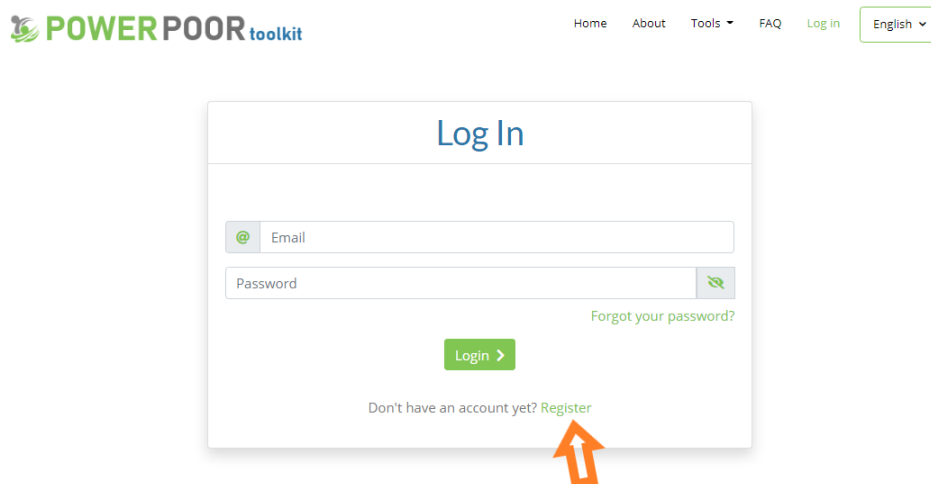 POWERPOOR toolkit
Home About Tools FAQ Log in English
Log In
@ Email
Password
Forgot your password?
Login
Don't have an account yet? Register